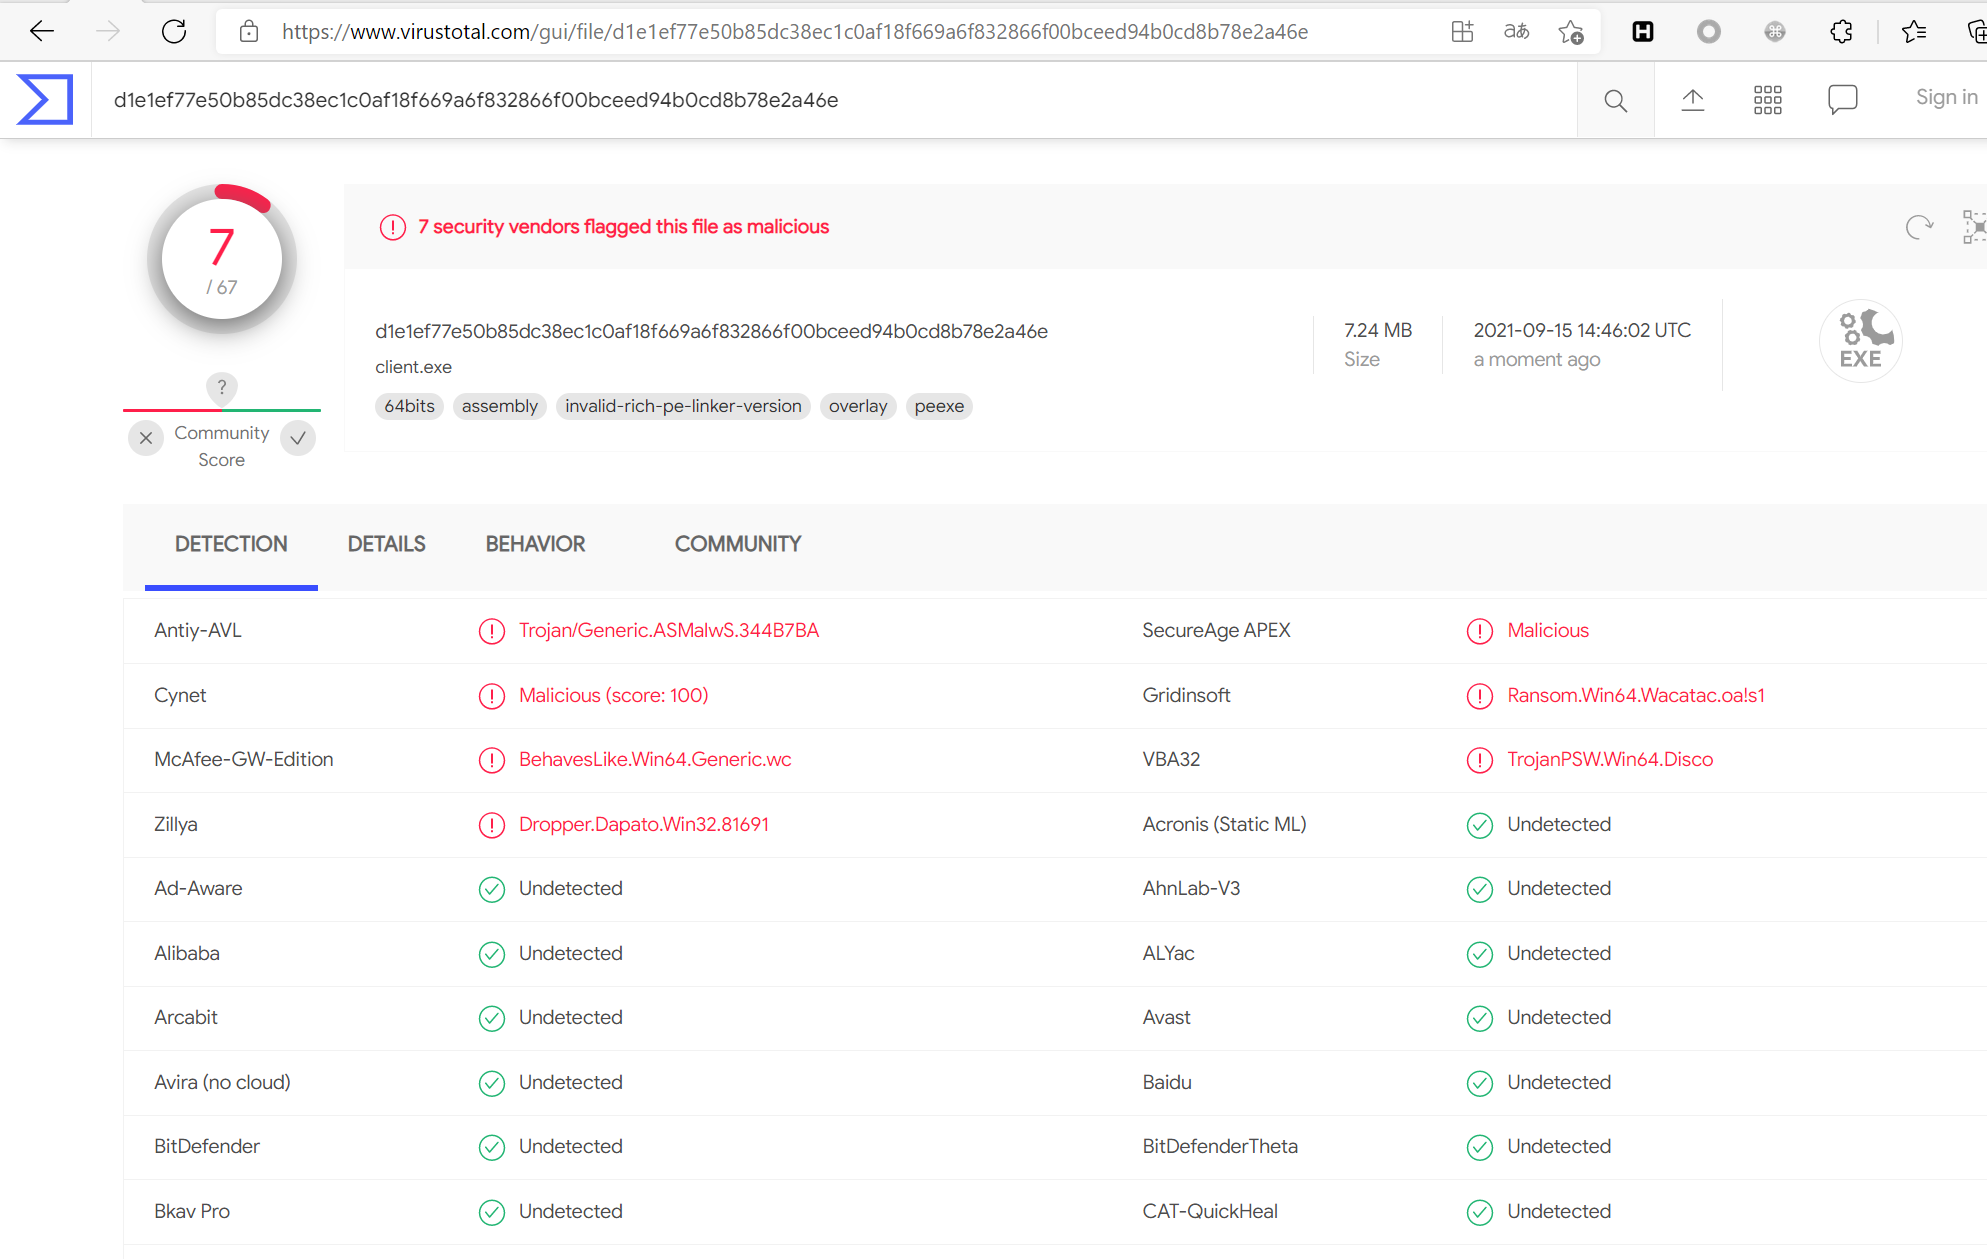 https://www.virustotal.com/gui/file/d1e1ef77e50b85dc38ec1c0af18f669a6f832866f00bceed94b0cd8b78e2a46e
aあ
d1e1ef77e50b85dc38ec1c0af18f669a6f832866f00bceed94b0cd8b78e2a46e
Sign in
7
/ 67
7 security vendors flagged this file as malicious
d1e1ef77e50b85dc38ec1c0af18f669a6f832866f00bceed94b0cd8b78e2a46e
client.exe
64bits assembly invalid-rich-pe-linker-version overlay peexe
7.24 MB
Size
2021-09-15 14:46:02 UTC
a moment ago
EXE
?
Community
Score
DETECTION DETAILS BEHAVIOR COMMUNITY
Antiy-AVL Trojan/Generic.ASMalwS.344B7BA SecureAge APEX Malicious
Cynet Malicious (score: 100) Gridinsoft Ransom.Win64.Wacatac.oa!s1
McAfee-GW-Edition BehavesLike.Win64.Generic.wc VBA32 TrojanPSW.Win64.Disco
Zillya Dropper.Dapato.Win32.81691 Acronis (Static ML) Undetected
Ad-Aware Undetected AhnLab-V3 Undetected
Alibaba Undetected ALYac Undetected
Arcabit Undetected Avast Undetected
Avira (no cloud) Undetected Baidu Undetected
BitDefender Undetected BitDefenderTheta Undetected
Bkav Pro Undetected CAT-QuickHeal Undetected